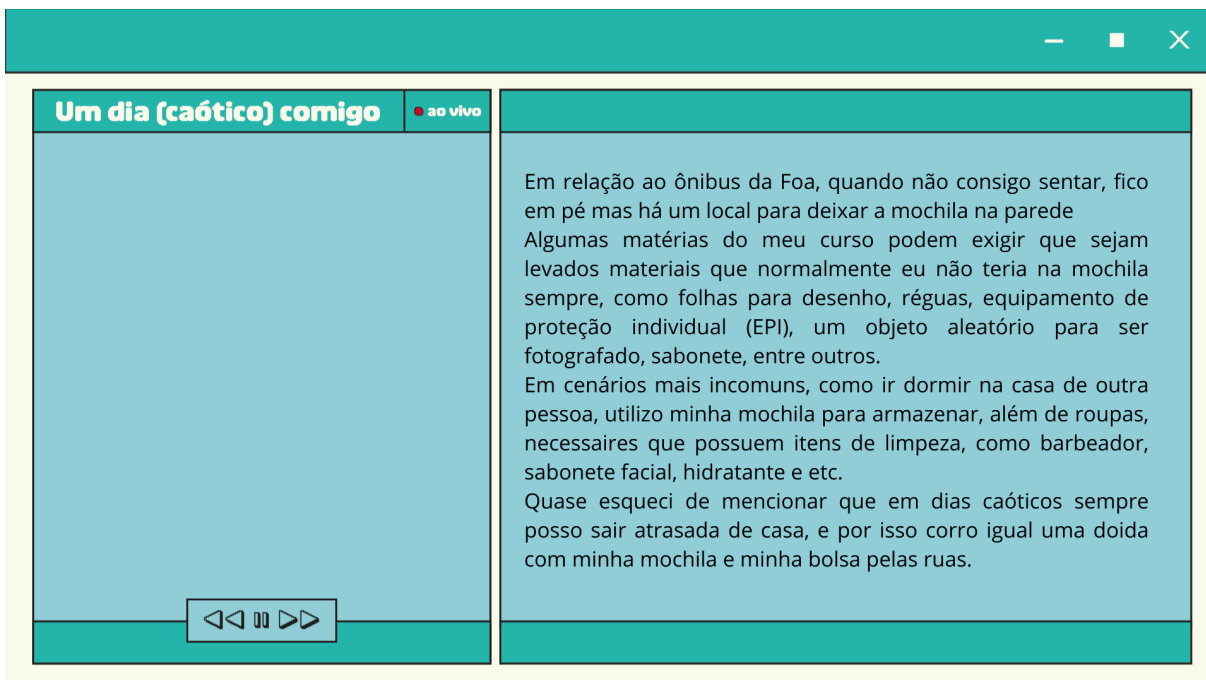 Um dia (caótico) comigo
ao vivo
Em relação ao ônibus da Foa, quando não consigo sentar, fico
em pé mas há um local para deixar a mochila na parede
Algumas matérias do meu curso podem exigir que sejam
levados materiais que normalmente eu não teria na mochila
sempre, como folhas para desenho, réguas, equipamento de
proteção individual (EPI), um objeto aleatório para ser
fotografado, sabonete, entre outros.
Em cenários mais incomuns, como ir dormir na casa de outra
pessoa, utilizo minha mochila para armazenar, além de roupas,
necessaires que possuem itens de limpeza, como barbeador,
sabonete facial, hidratante e etc.
Quase esqueci de mencionar que em dias caóticos sempre
posso sair atrasada de casa, e por isso corro igual uma doida
com minha mochila e minha bolsa pelas ruas.